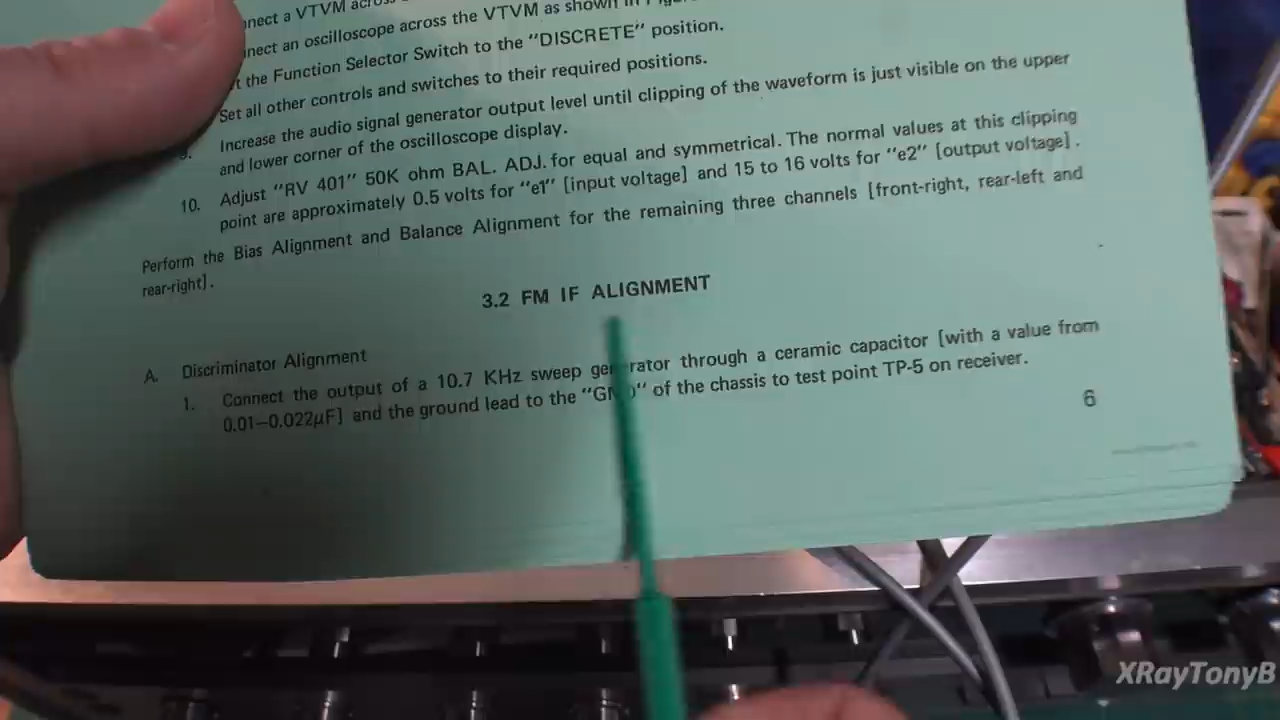 nnect a VTVM across
nnect an oscilloscope across the VTVM as shown in
the Function Selector Switch to the "DISCRETE" position.
Set all other controls and switches to their required positions.
9. Increase the audio signal generator output level until clipping of the waveform is just visible on the upper
and lower corner of the oscilloscope display.
10. Adjust "RV 401" 50K ohm BAL. ADJ. for equal and symmetrical. The normal values at this clipping
point are approximately 0.5 volts for "e1" [input voltage] and 15 to 16 volts for "e2" [output voltage].
Perform the Bias Alignment and Balance Alignment for the remaining three channels [front-right, rear-left and
rear-right].
3.2 FM IF ALIGNMENT
A. Discriminator Alignment
1. Connect the output of a 10.7 KHz sweep generator through a ceramic capacitor [with a value from
0.01–0.022µF] and the ground lead to the "GND" of the chassis to test point TP-5 on receiver.
6
XRayTonyB